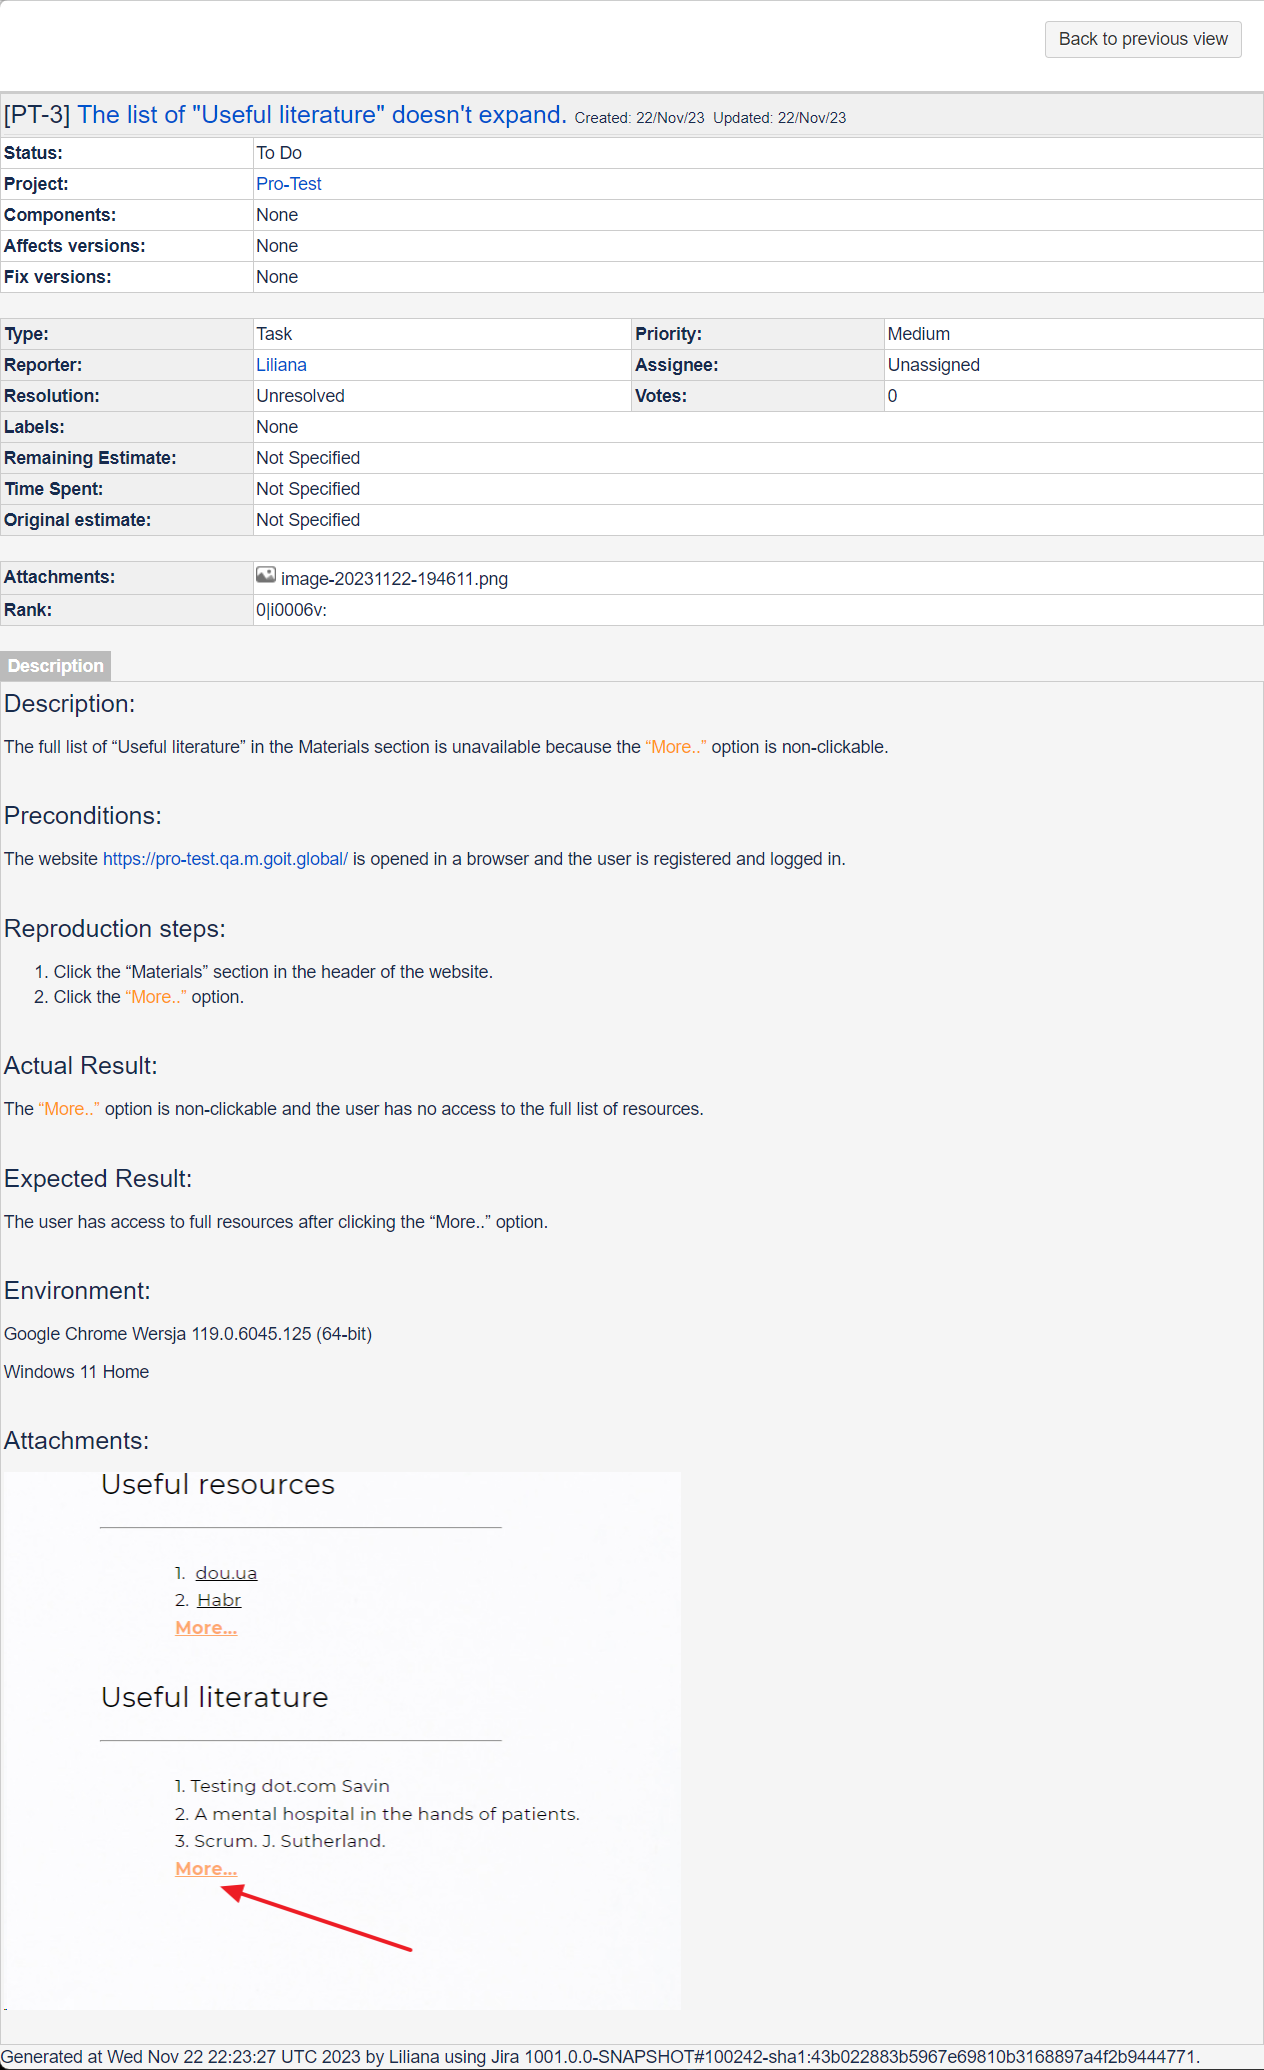 Back to previous view
[PT-3] The list of "Useful literature" doesn't expand. Created: 22/Nov/23 Updated: 22/Nov/23
Status: To Do
Project: Pro-Test
Components: None
Affects versions: None
Fix versions: None
Type: Task Priority: Medium
Reporter: Liliana Assignee: Unassigned
Resolution: Unresolved Votes: 0
Labels: None
Remaining Estimate: Not Specified
Time Spent: Not Specified
Original estimate: Not Specified
Attachments: image-20231122-194611.png
Rank: 0|i0006v:
Description
Description:
The full list of “Useful literature” in the Materials section is unavailable because the “More..” option is non-clickable.
Preconditions:
The website https://pro-test.qa.m.goit.global/ is opened in a browser and the user is registered and logged in.
Reproduction steps:
1. Click the “Materials” section in the header of the website.
2. Click the “More..” option.
Actual Result:
The “More..” option is non-clickable and the user has no access to the full list of resources.
Expected Result:
The user has access to full resources after clicking the “More..” option.
Environment:
Google Chrome Wersja 119.0.6045.125 (64-bit)
Windows 11 Home
Attachments:
Useful resources
1. dou.ua
2. Habr
More...
Useful literature
1. Testing dot.com Savin
2. A mental hospital in the hands of patients.
3. Scrum. J. Sutherland.
More...
Generated at Wed Nov 22 22:23:27 UTC 2023 by Liliana using Jira 1001.0.0-SNAPSHOT#100242-sha1:43b022883b5967e69810b3168897a4f2b9444771.